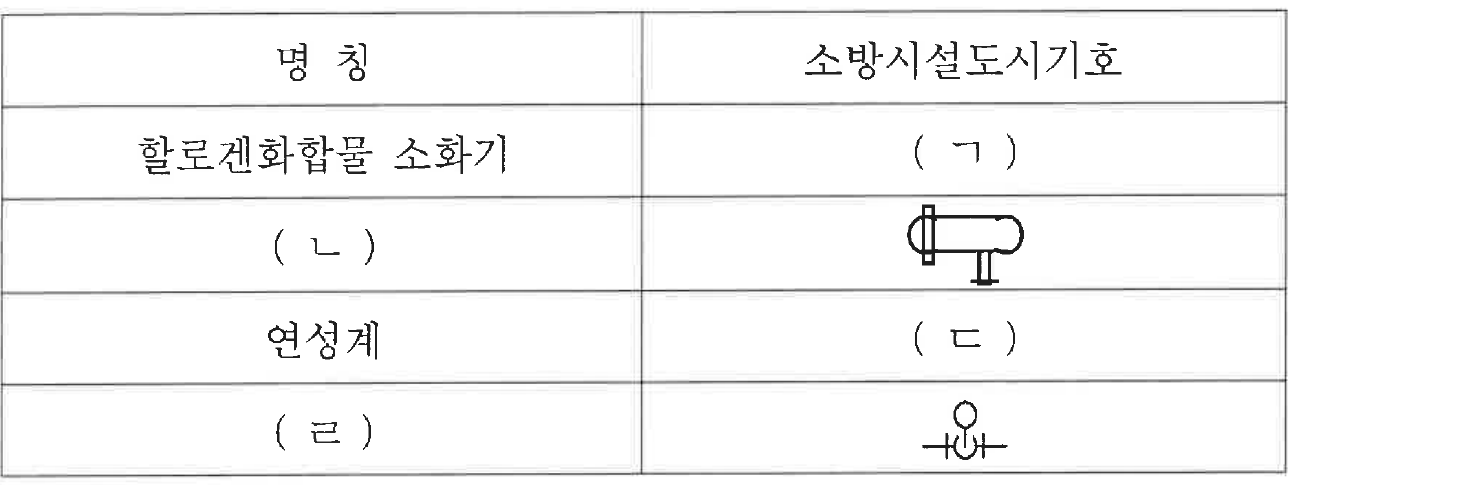 명 칭 소방시설도시기호
할로겐화합물 소화기 ( ㄱ )
( ㄴ )
연성계 ( ㄷ )
( ㄹ )